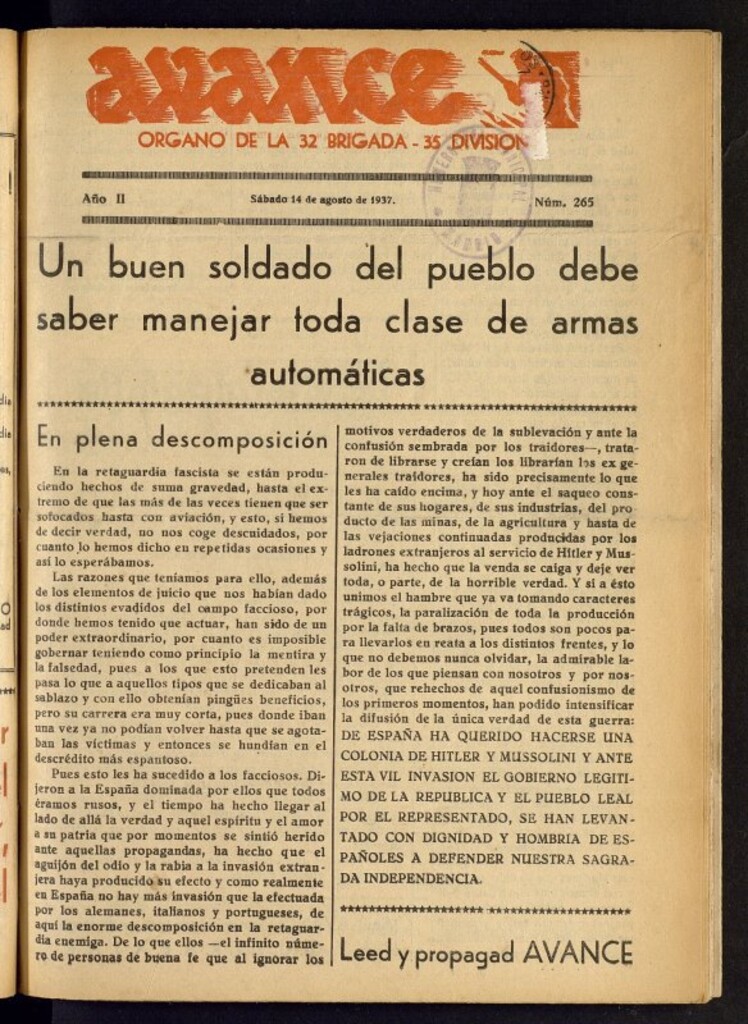 avance
ORGANO DE LA 32 BRIGADA - 35 DIVISION
Año II
Sábado 14 de agosto de 1937.
Núm. 265
Un buen soldado del pueblo debe
saber manejar toda clase de armas
automáticas
En plena descomposición
En la retaguardia fascista se están produ-
ciendo hechos de suma gravedad, hasta el ex-
tremo de que las más de las veces tienen que ser
sofocados hasta con aviación, y esto, si hemos
de decir verdad, no nos coge descuidados, por
cuanto lo hemos dicho en repetidas ocasiones y
así lo esperábamos.
Las razones que teníamos para ello, además
de los elementos de juicio que nos habían dado
los distintos evadidos del campo faccioso, por
donde hemos tenido que actuar, han sido de un
poder extraordinario, por cuanto es imposible
gobernar teniendo como principio la mentira y
la falsedad, pues a los que esto pretenden les
pasa lo que a aquellos tipos que se dedicaban al
sablazo y con ello obtenían pingües beneficios,
pero su carrera era muy corta, pues donde iban
una vez ya no podían volver hasta que se agota-
ban las víctimas y entonces se hundían en el
descrédito más espantoso.
Pues esto les ha sucedido a los facciosos. Di-
jeron a la España dominada por ellos que todos
éramos rusos, y el tiempo ha hecho llegar al
lado de allá la verdad y aquel espíritu y el amor
a su patria que por momentos se sintió herido
ante aquellas propagandas, ha hecho que el
aguijón del odio y la rabia a la invasión extran-
jera haya producido su efecto y como realmente
en España no hay más invasión que la efectuada
por los alemanes, italianos y portugueses, de
aquí la enorme descomposición en la retaguar-
dia enemiga. De lo que ellos —el infinito núme-
ro de personas de buena fe que al ignorar los
motivos verdaderos de la sublevación y ante la
confusión sembrada por los traidores—, trata-
ron de librarse y creían los librarían los ex ge-
nerales traidores, ha sido precisamente lo que
les ha caído encima, y hoy ante el saqueo cons-
tante de sus hogares, de sus industrias, del pro
ducto de las minas, de la agricultura y hasta de
las vejaciones continuadas producidas por los
ladrones extranjeros al servicio de Hitler y Mus-
solini, ha hecho que la venda se caiga y deje ver
toda, o parte, de la horrible verdad. Y si a ésto
unimos el hambre que ya va tomando caracteres
trágicos, la paralización de toda la producción
por la falta de brazos, pues todos son pocos pa-
ra llevarlos en reata a los distintos frentes, y lo
que no debemos nunca olvidar, la admirable la-
bor de los que piensan con nosotros y por nos-
otros, que rehechos de aquel confusionismo de
los primeros momentos, han podido intensificar
la difusión de la única verdad de esta guerra:
DE ESPAÑA HA QUERIDO HACERSE UNA
COLONIA DE HITLER Y MUSSOLINI Y ANTE
ESTA VIL INVASION EL GOBIERNO LEGITI-
MO DE LA REPUBLICA Y EL PUEBLO LEAL
POR EL REPRESENTADO, SE HAN LEVAN-
TADO CON DIGNIDAD Y HOMBRIA DE ES-
PAÑOLES A DEFENDER NUESTRA SAGRA-
DA INDEPENDENCIA.
Leed y propagad AVANCE